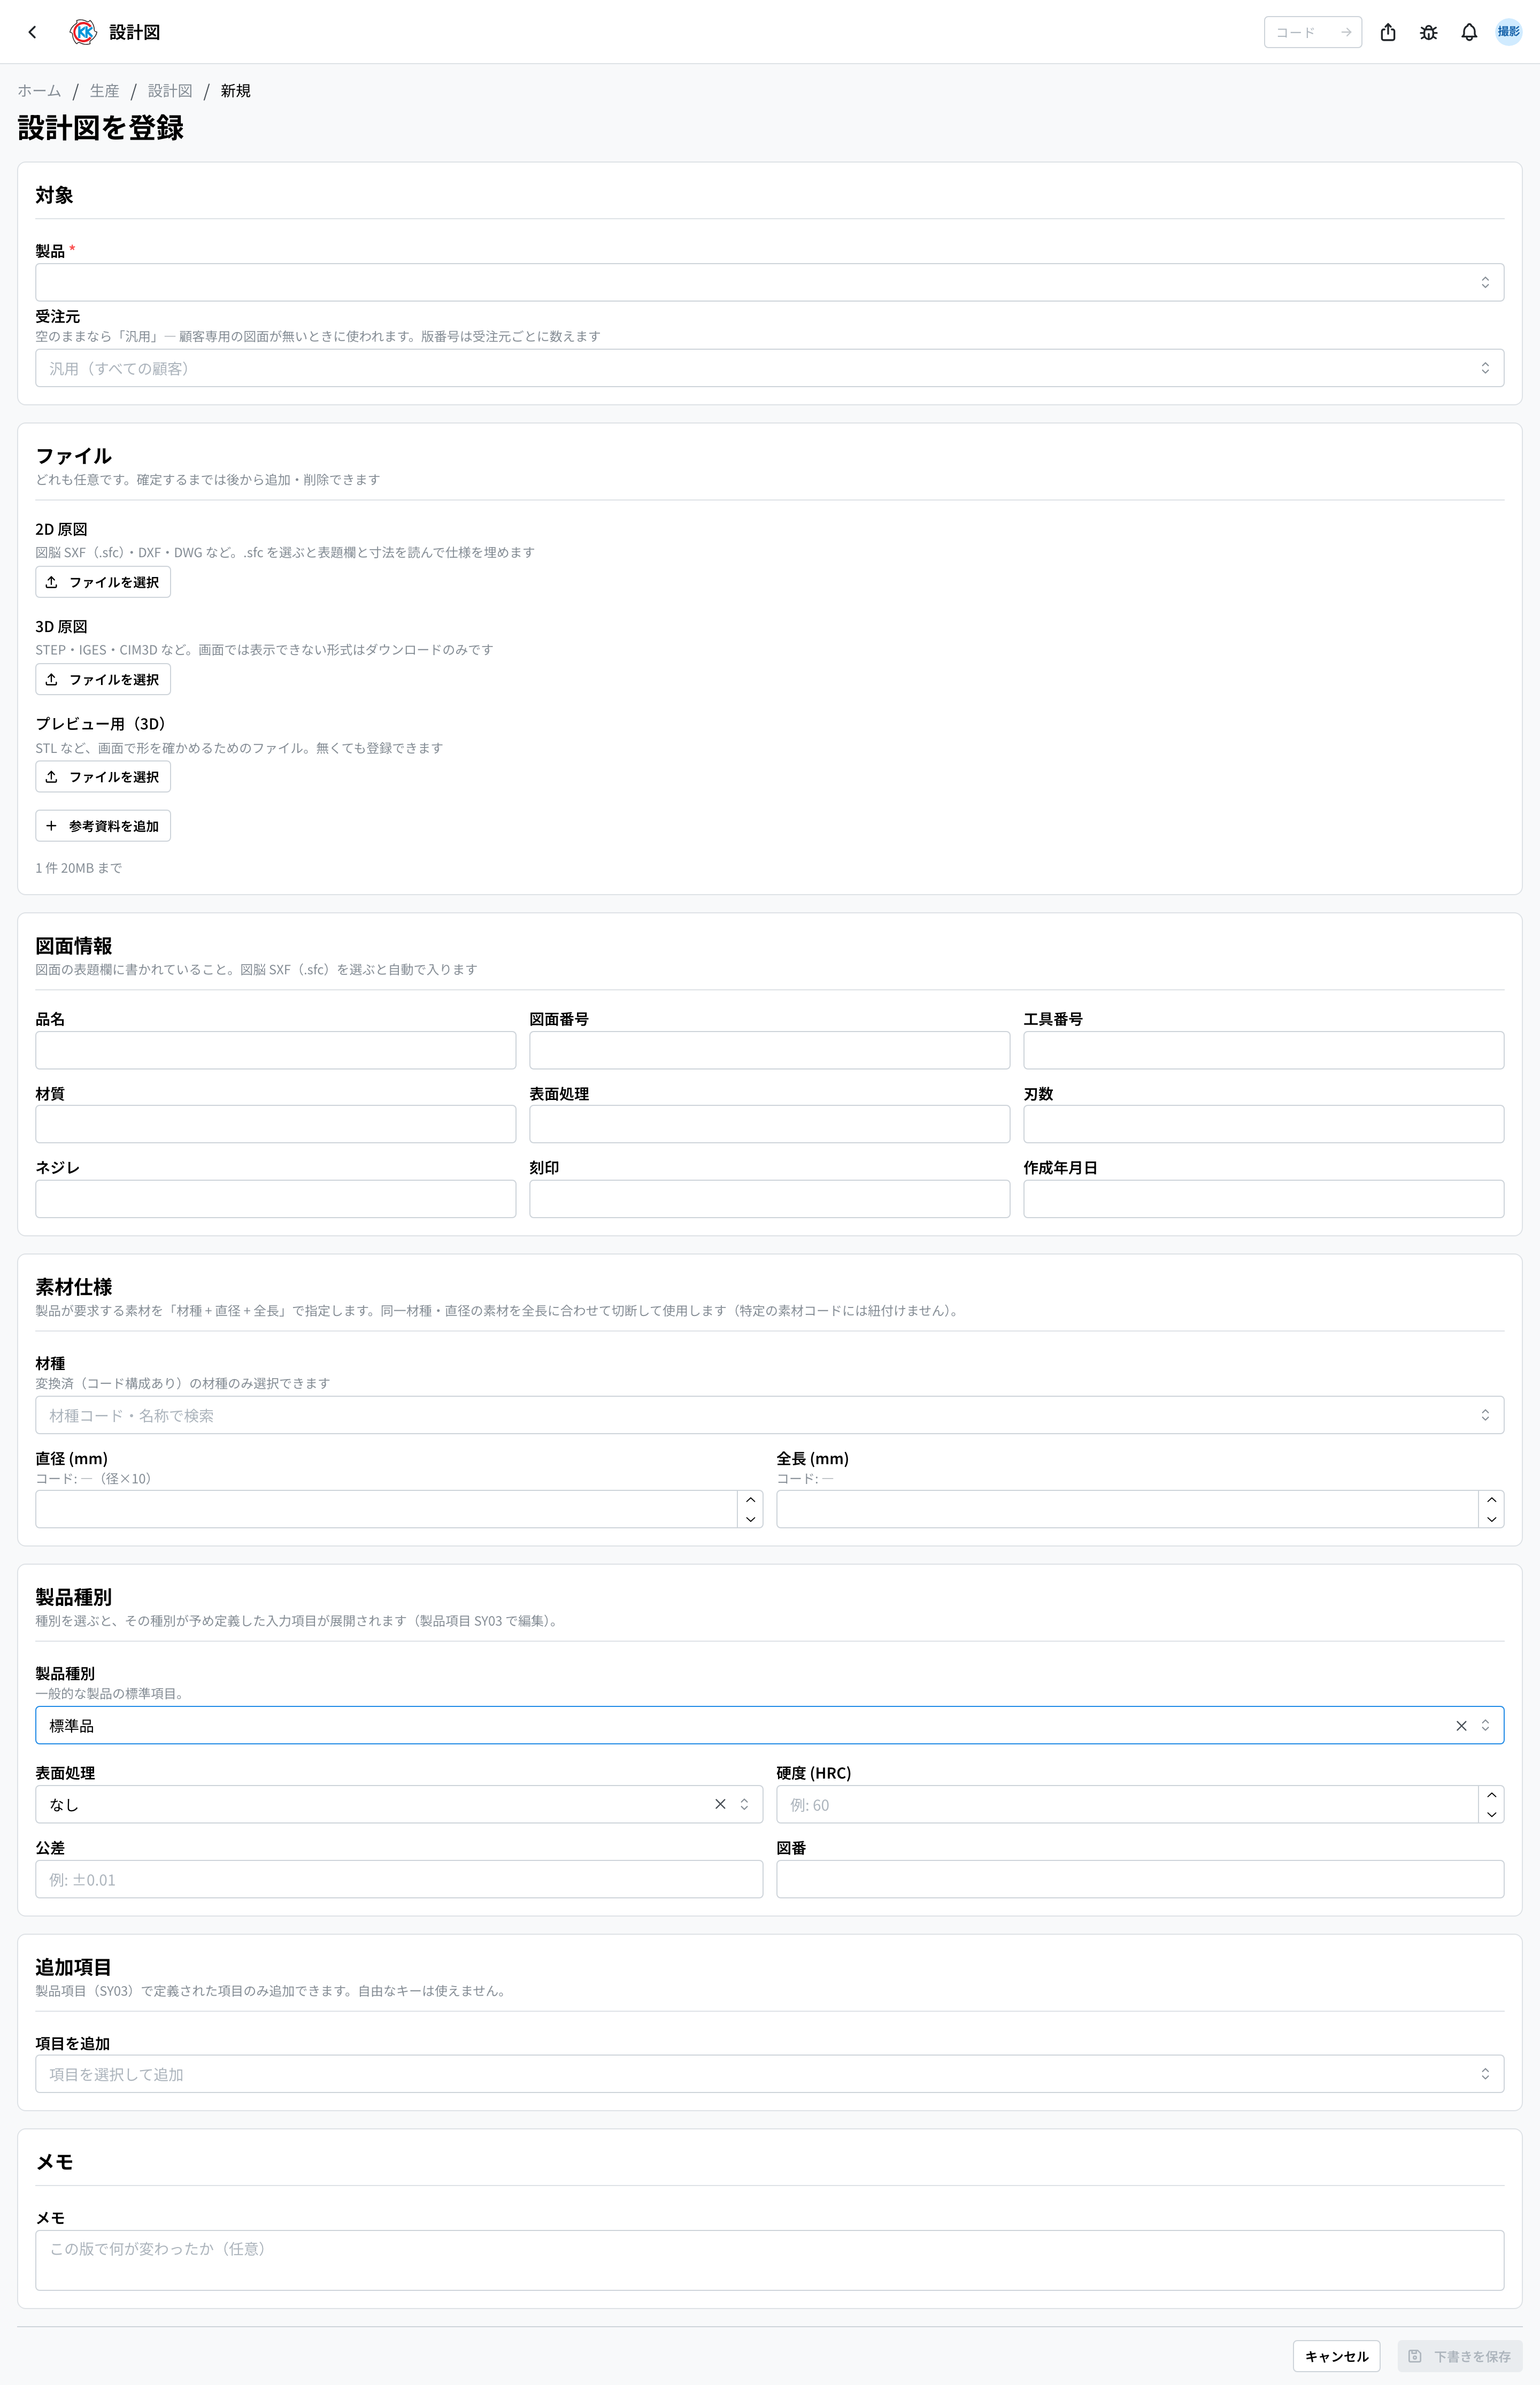 設計図
コード
撮影
ホーム / 生産 / 設計図 / 新規
設計図を登録
対象
製品 *
受注元
空のままなら「汎用」— 顧客専用の図面が無いときに使われます。版番号は受注元ごとに数えます
汎用（すべての顧客）
ファイル
どれも任意です。確定するまでは後から追加・削除できます
2D 原図
図脳 SXF（.sfc）・DXF・DWG など。.sfc を選ぶと表題欄と寸法を読んで仕様を埋めます
ファイルを選択
3D 原図
STEP・IGES・CIM3D など。画面では表示できない形式はダウンロードのみです
ファイルを選択
プレビュー用（3D）
STL など、画面で形を確かめるためのファイル。無くても登録できます
ファイルを選択
参考資料を追加
1 件 20MB まで
図面情報
図面の表題欄に書かれていること。図脳 SXF（.sfc）を選ぶと自動で入ります
品名 図面番号 工具番号
材質 表面処理 刃数
ネジレ 刻印 作成年月日
素材仕様
製品が要求する素材を「材種 + 直径 + 全長」で指定します。同一材種・直径の素材を全長に合わせて切断して使用します（特定の素材コードには紐付けません）。
材種
変換済（コード構成あり）の材種のみ選択できます
材種コード・名称で検索
直径 (mm) 全長 (mm)
コード: —（径×10） コード: —
製品種別
種別を選ぶと、その種別が予め定義した入力項目が展開されます（製品項目 SY03 で編集）。
製品種別
一般的な製品の標準項目。
標準品
表面処理 硬度 (HRC)
なし 例: 60
公差 図番
例: ±0.01
追加項目
製品項目（SY03）で定義された項目のみ追加できます。自由なキーは使えません。
項目を追加
項目を選択して追加
メモ
メモ
この版で何が変わったか（任意）
キャンセル 下書きを保存